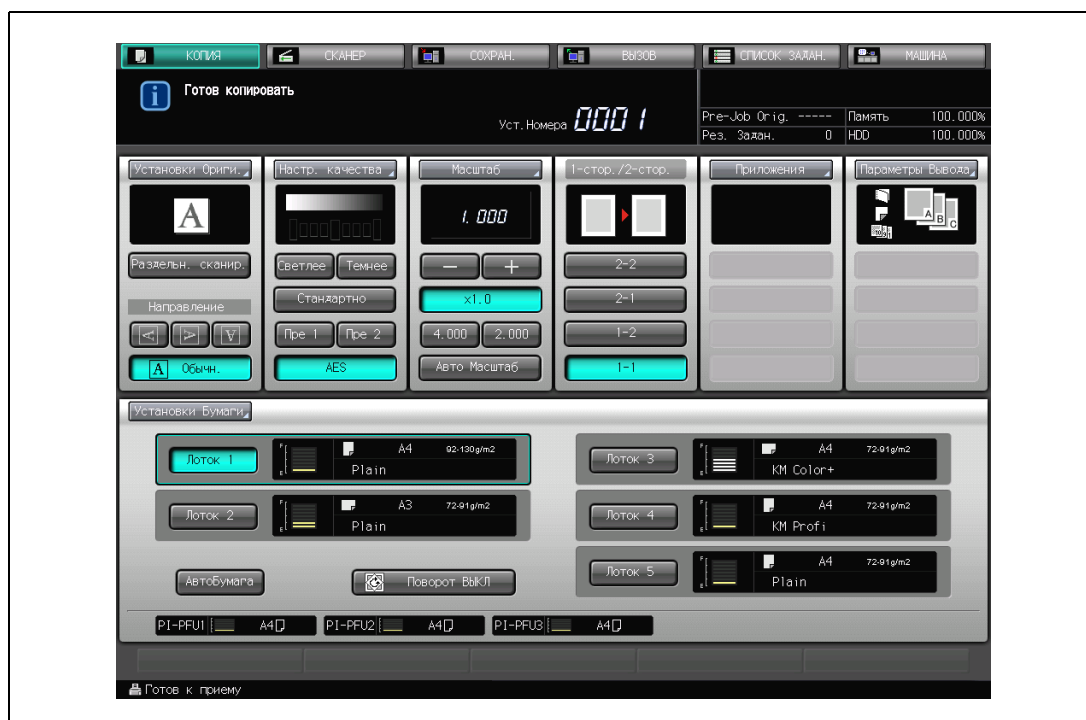 КОПИЯ СКАНЕР СОХРАН. ВЫЗОВ СПИСОК ЗАДАН. МАШИНА
Готов копировать
Уст.Номера 0001
Pre-Job Orig. ----- Память 100.000%
Рез. Задан. 0 HDD 100.000%
Установки Ориги. Настр. качества Масштаб 1-стор./2-стор. Приложения Параметры Вывода
A 1.000 A B C
Раздельн. сканир. Светлее Темнее − + 2-2
Направление Стандартно x1.0 2-1
A A A Пре 1 Пре 2 4.000 2.000 1-2
A Обычн. AES Авто Масштаб 1-1
Установки Бумаги
Лоток 1 F E A4 92-130g/m2 Plain
Лоток 3 F E A4 72-91g/m2 KM Color+
Лоток 2 F E A3 72-91g/m2 Plain
Лоток 4 F E A4 72-91g/m2 KM Profi
Лоток 5 F E A4 72-91g/m2 Plain
АвтоБумага Поворот ВЫКЛ
PI-PFU1 A4 PI-PFU2 A4 PI-PFU3 A4
Готов к приему